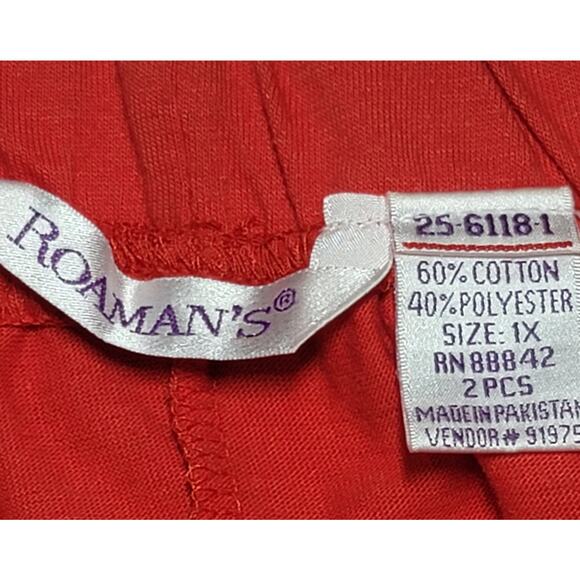 ROAMAN'S®
25-6118-1
60% COTTON
40% POLYESTER
SIZE: 1X
RN 88842
2 PCS
MADE IN PAKISTAN
VENDOR# 91975